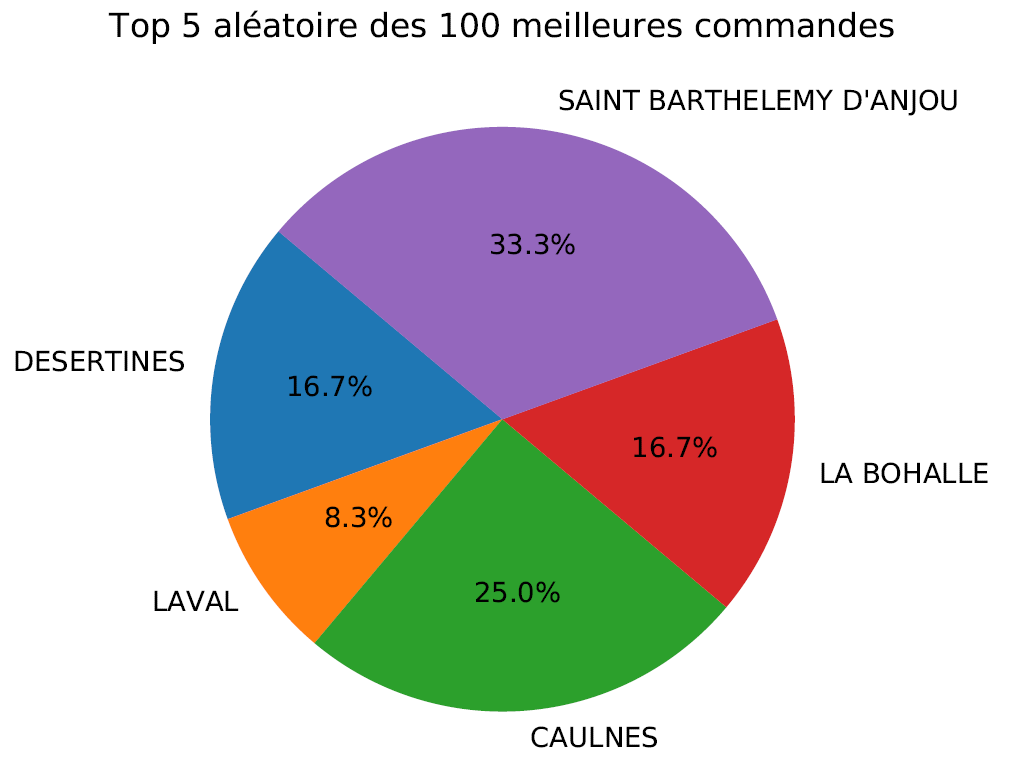 Top 5 aléatoire des 100 meilleures commandes
SAINT BARTHELEMY D'ANJOU
33.3%
DESERTINES
16.7%
16.7%
LA BOHALLE
8.3%
LAVAL
25.0%
CAULNES